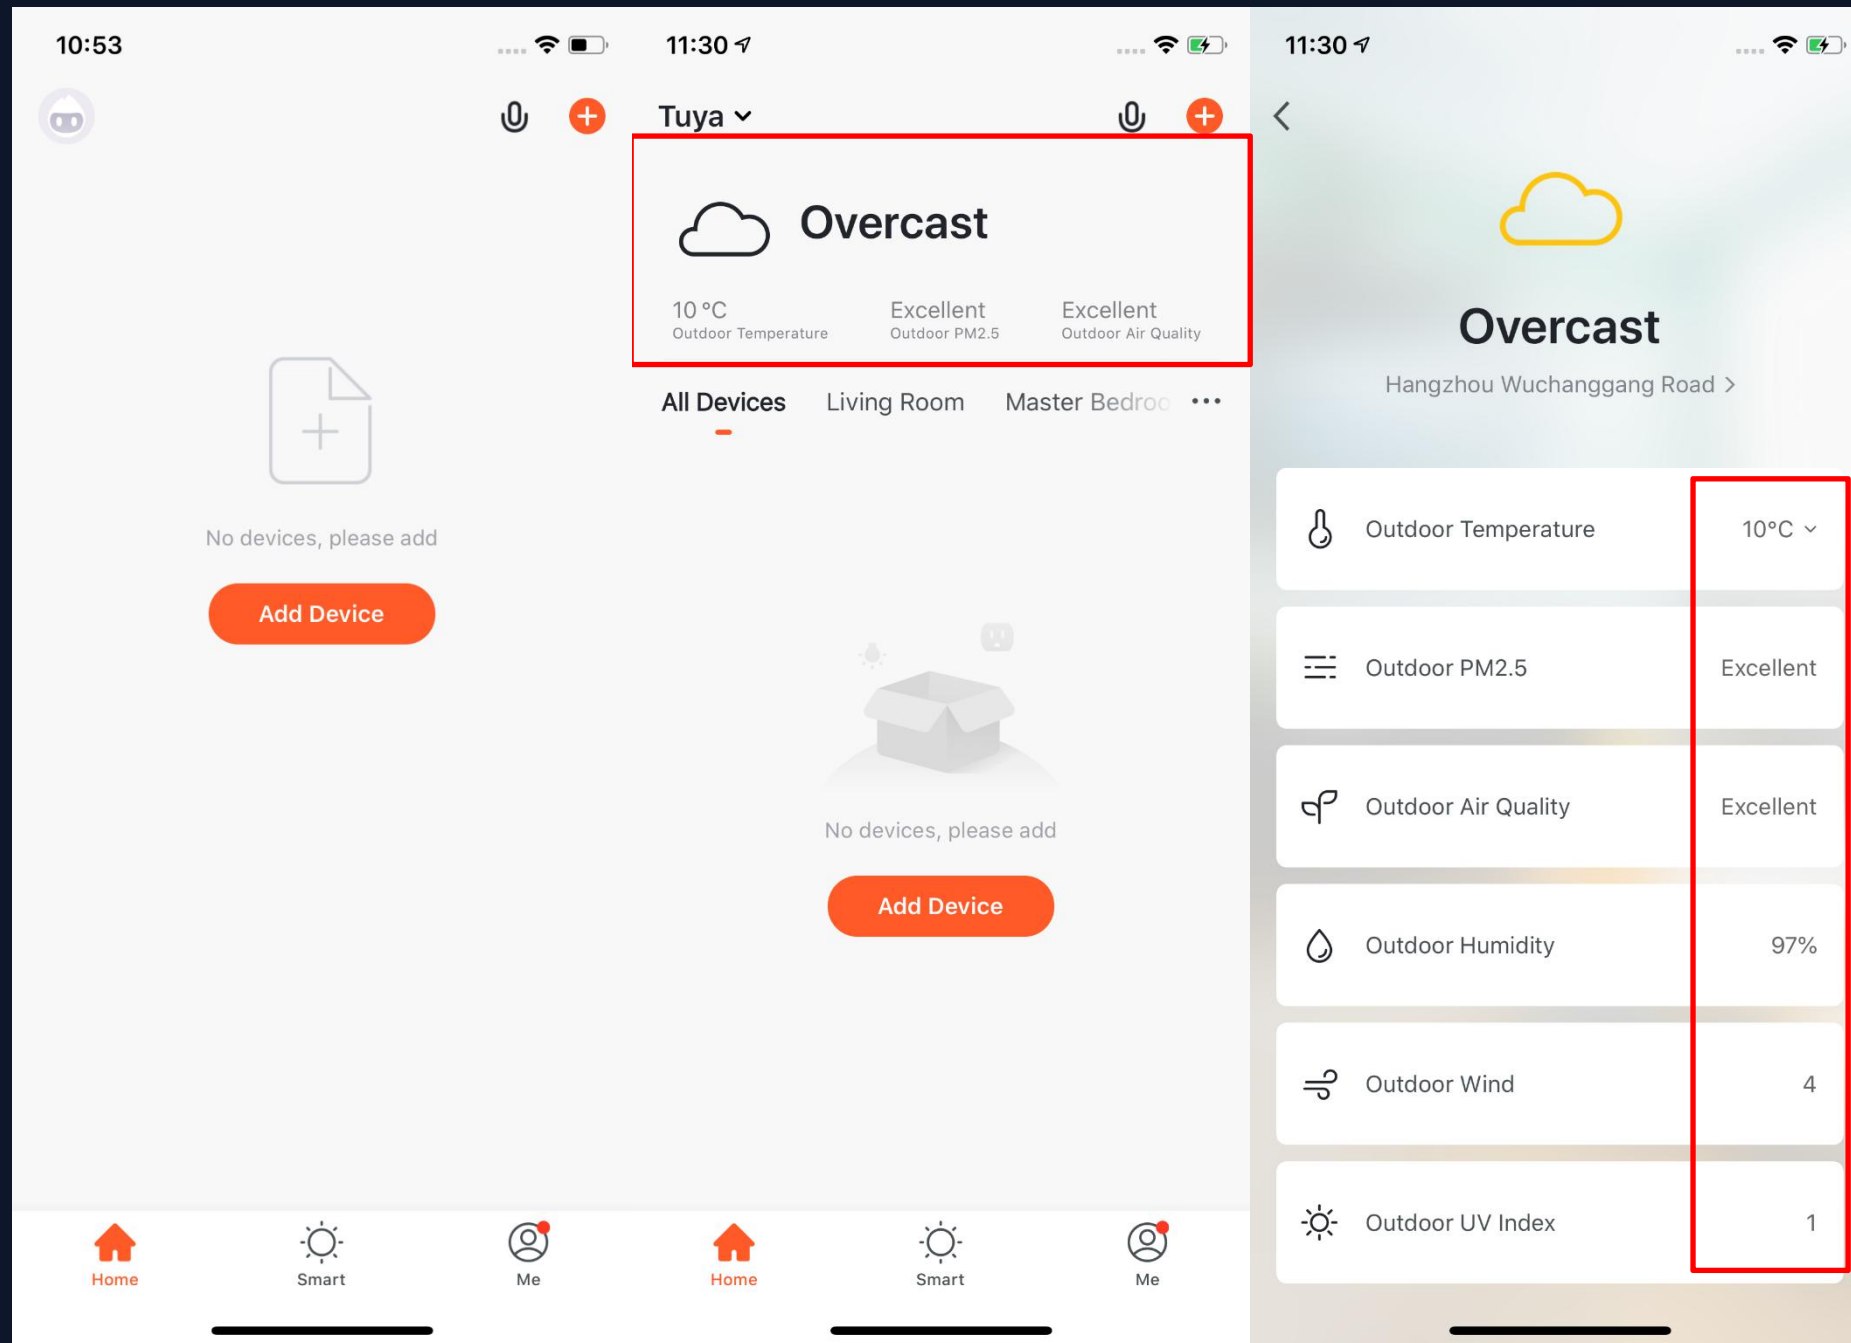 10:53
No devices, please add
Add Device
Home
Smart
Me
11:30
Tuya
Overcast
10 °C
Outdoor Temperature
Excellent
Outdoor PM2.5
Excellent
Outdoor Air Quality
All Devices Living Room Master Bedroo ...
No devices, please add
Add Device
Home
Smart
Me
11:30
Overcast
Hangzhou Wuchanggang Road >
Outdoor Temperature 10°C
Outdoor PM2.5 Excellent
Outdoor Air Quality Excellent
Outdoor Humidity 97%
Outdoor Wind 4
Outdoor UV Index 1